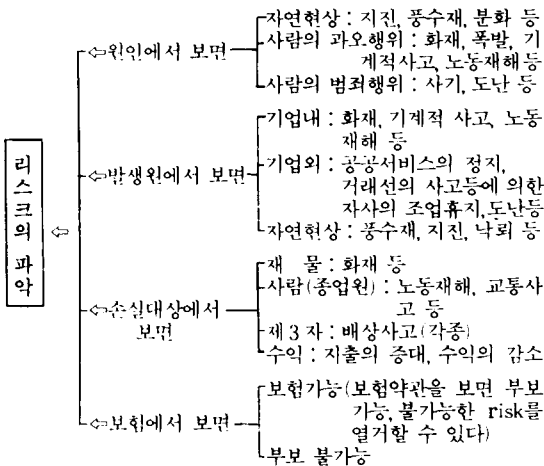 자연현상 : 지진, 풍수재, 분화 등
원인에서 보면
사람의 과오행위 : 화재, 폭발, 기
계적사고, 노동재해등
사람의 범죄행위 : 사기, 도난 등
리스크의 파악
기업내 : 화재, 기계적 사고, 노동
재해 등
발생원에서 보면
기업외 : 공공서비스의 정지,
거래선의 사고등에 의한
자사의 조업휴지, 도난등
자연현상 : 풍수재, 지진, 낙뢰 등
손실대상에서
보면
재 물 : 화재 등
사람(종업원) : 노동재해, 교통사
고 등
제3자 : 배상사고(각종)
수익 : 지출의 증대, 수익의 감소
보험에서 보면
보험가능(보험약관을 보면 부보
가능, 불가능한 risk를
열거할 수 있다)
부보 불가능